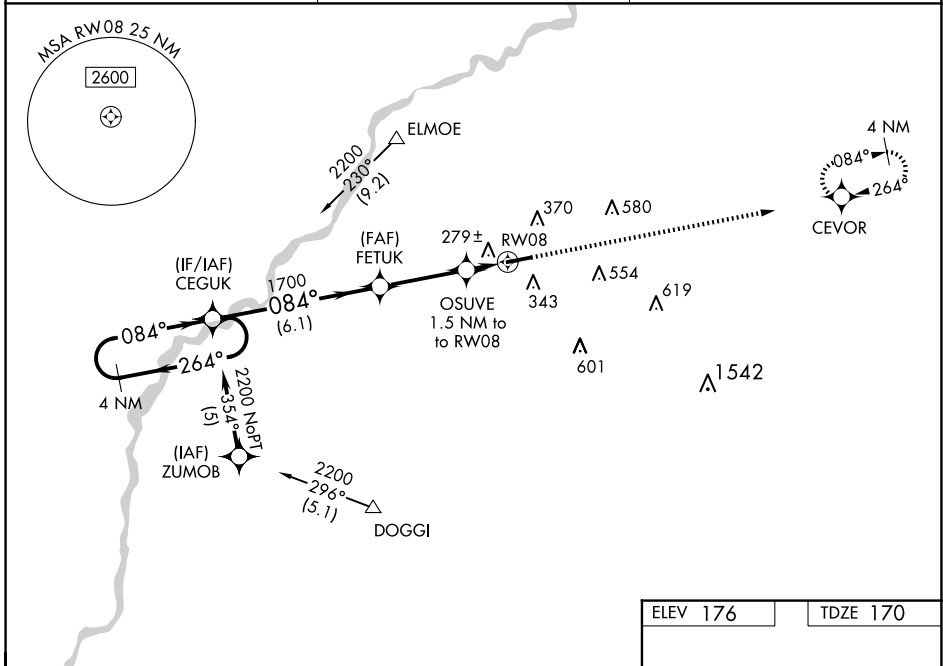 MSA RW08 25 NM
2600
ELMOE
2200
230°
(9.2)
4 NM
084°
264°
CEVOR
370
580
279±
RW08
(FAF)
FETUK
(IF/IAF)
CEGUK
1700
084°
(6.1)
OSUVE
1.5 NM to
to RW08
343
554
619
601
1542
084°
264°
4 NM
2200 NoPT
354°
(5)
(IAF)
ZUMOB
2200
296°
(5.1)
DOGGI
ELEV 176
TDZE 170